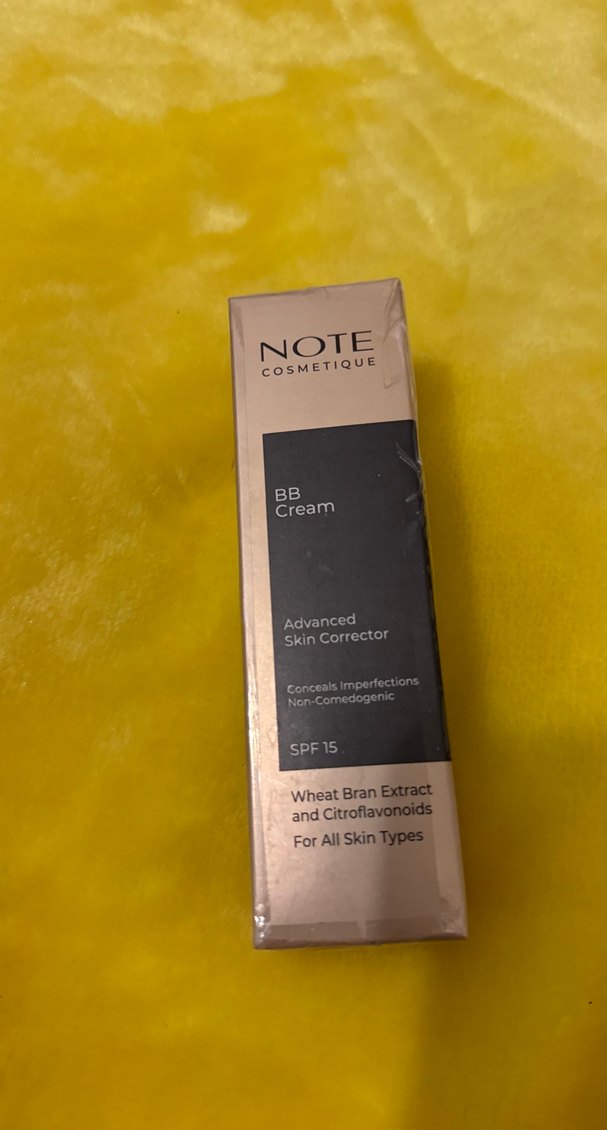 NOTE
COSMETIQUE
BB
Cream
Advanced
Skin Corrector
Conceals Imperfections
Non-Comedogenic
SPF 15
Wheat Bran Extract
and Citroflavonoids
For All Skin Types